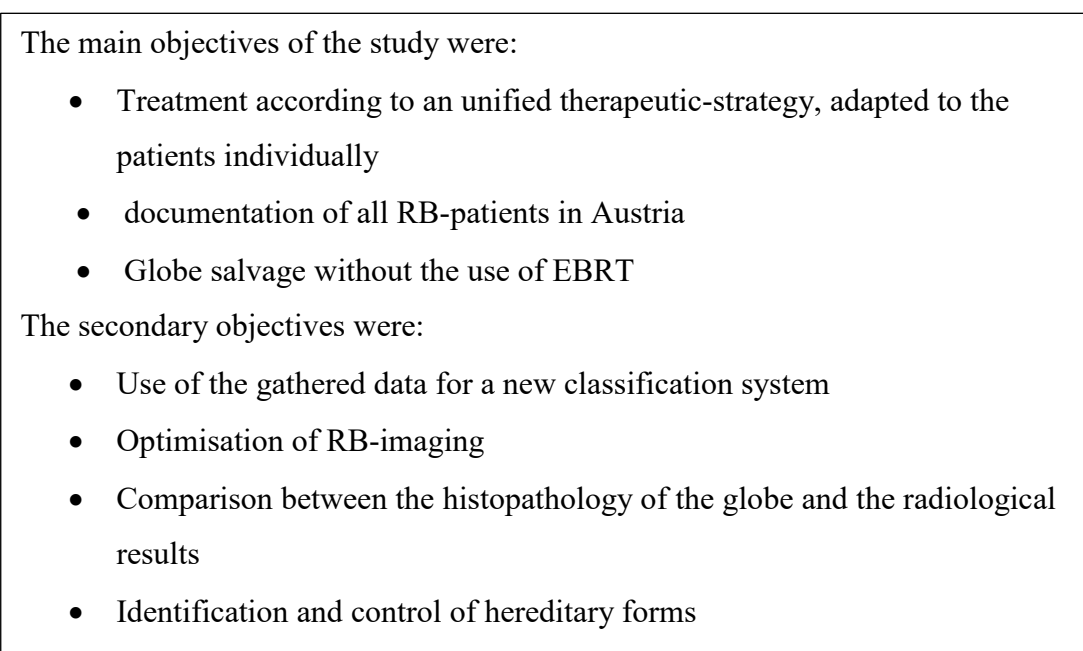 The main objectives of the study were:
• Treatment according to an unified therapeutic-strategy, adapted to the
patients individually
• documentation of all RB-patients in Austria
• Globe salvage without the use of EBRT
The secondary objectives were:
• Use of the gathered data for a new classification system
• Optimisation of RB-imaging
• Comparison between the histopathology of the globe and the radiological
results
• Identification and control of hereditary forms